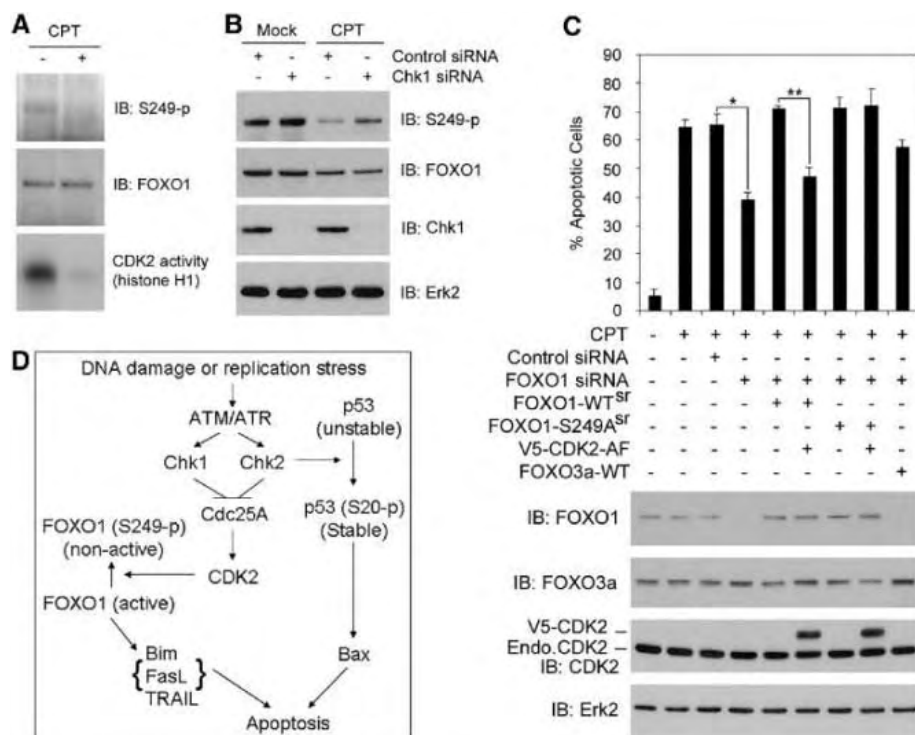 A
CPT
- +
IB: S249-p
IB: FOXO1
CDK2 activity
(histone H1)
B
Mock CPT
+ - + - Control siRNA
- + - + Chk1 siRNA
IB: S249-p
IB: FOXO1
IB: Chk1
IB: Erk2
C
% Apoptotic Cells
90
80
70
60
50
40
30
20
10
0
* **
CPT - + + + + + + + +
Control siRNA - - + - - - - - -
FOXO1 siRNA - - - + + + + + +
FOXO1-WTsr - - - - + + - - -
FOXO1-S249Asr - - - - - - + + -
V5-CDK2-AF - - - - - + - + -
FOXO3a-WT - - - - - - - - +
IB: FOXO1
IB: FOXO3a
V5-CDK2 –
Endo.CDK2 –
IB: CDK2
IB: Erk2
D
DNA damage or replication stress
ATM/ATR
p53
(unstable)
Chk1 Chk2
Cdc25A
p53 (S20-p)
(Stable)
FOXO1 (S249-p)
(non-active)
CDK2
FOXO1 (active)
Bim
FasL
TRAIL
Bax
Apoptosis